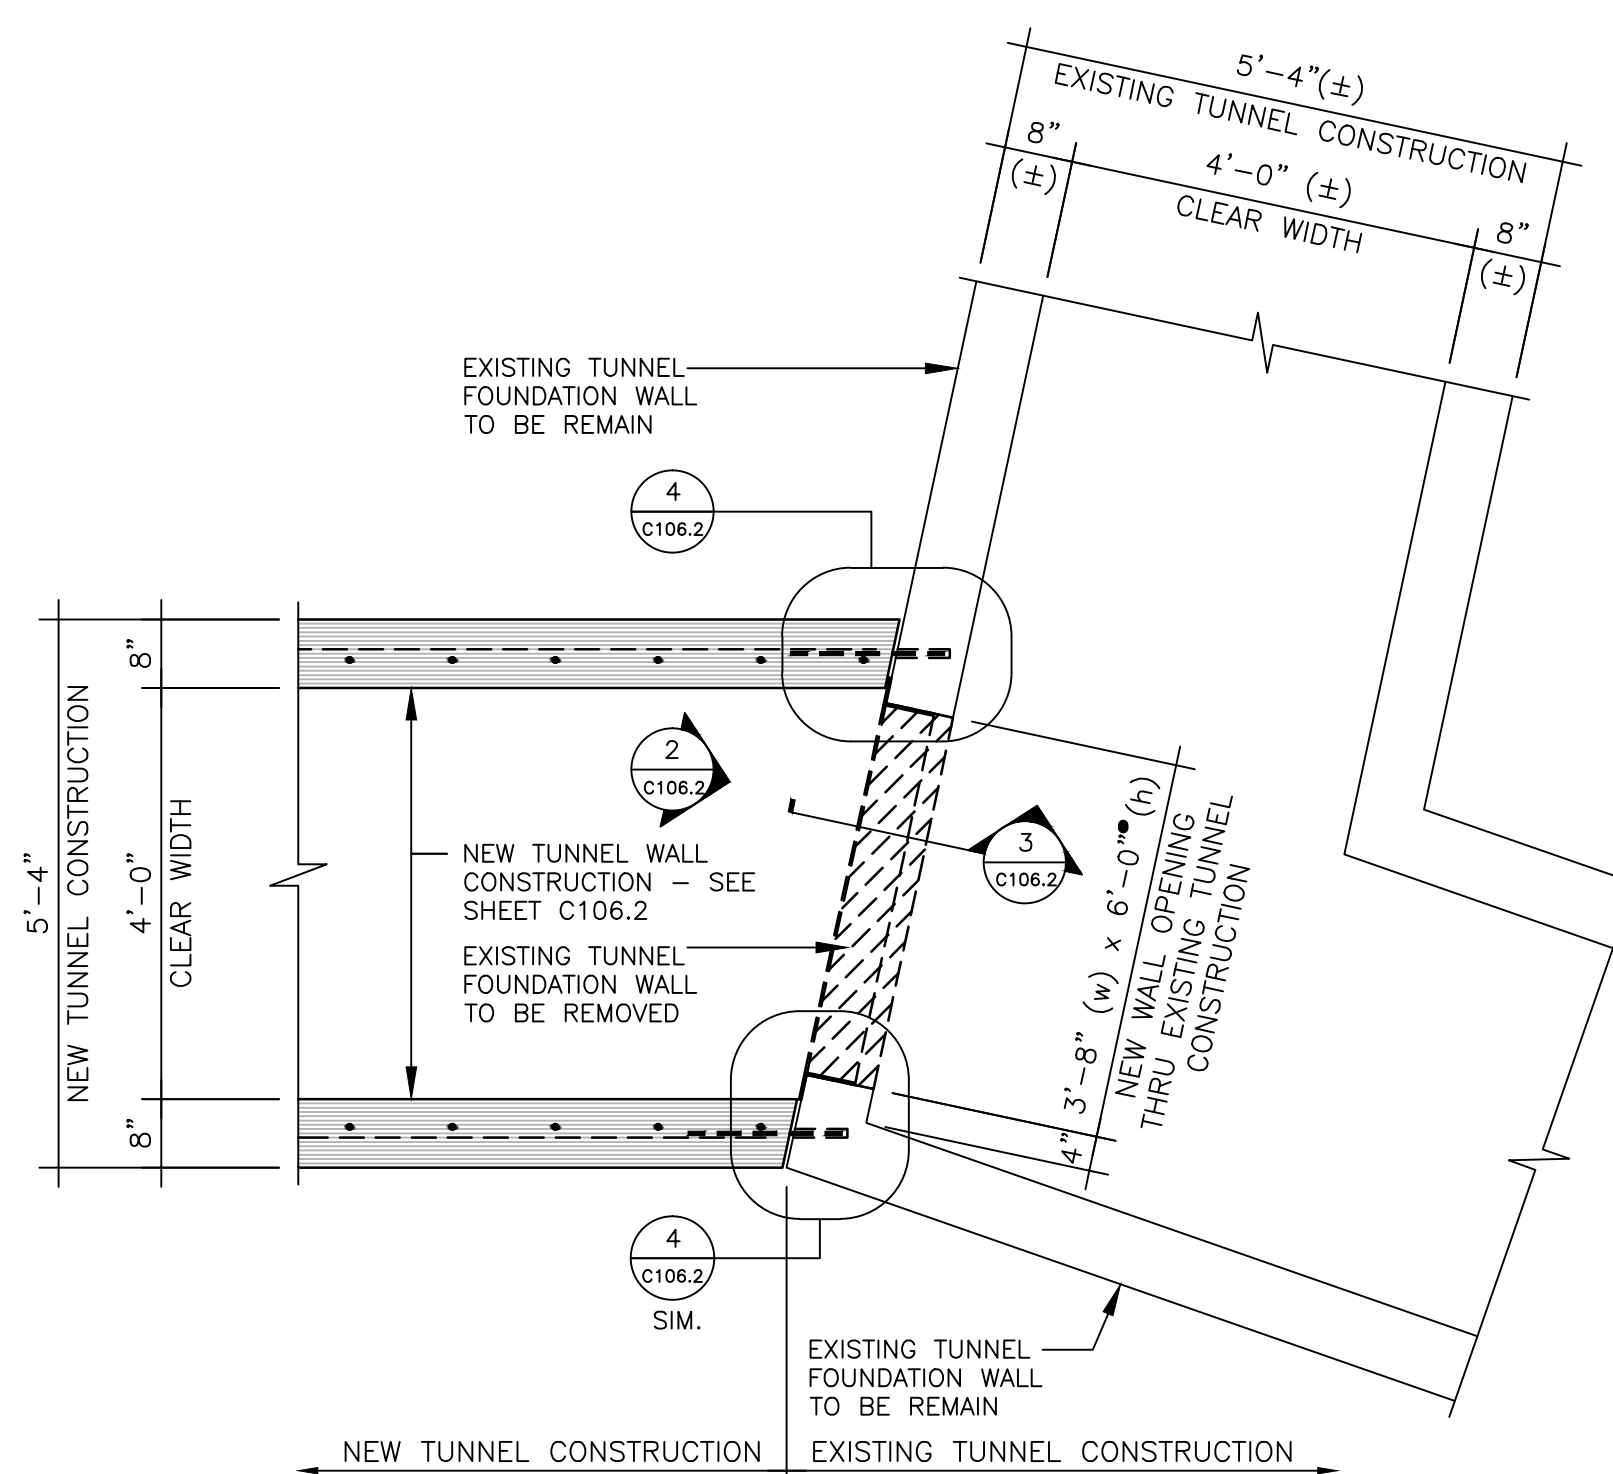 5'-4"(±)
EXISTING TUNNEL CONSTRUCTION
8"
(±)
4'-0" (±)
CLEAR WIDTH
8"
(±)
EXISTING TUNNEL
FOUNDATION WALL
TO BE REMAIN
4
C106.2
5'-4"
NEW TUNNEL CONSTRUCTION
8"
4'-0"
CLEAR WIDTH
8"
2
C106.2
3
C106.2
NEW TUNNEL WALL
CONSTRUCTION – SEE
SHEET C106.2
EXISTING TUNNEL
FOUNDATION WALL
TO BE REMOVED
4"
3'-8" (w) x 6'-0" (h)
NEW WALL OPENING
THRU EXISTING TUNNEL
CONSTRUCTION
4
C106.2
SIM.
EXISTING TUNNEL
FOUNDATION WALL
TO BE REMAIN
NEW TUNNEL CONSTRUCTION
EXISTING TUNNEL CONSTRUCTION